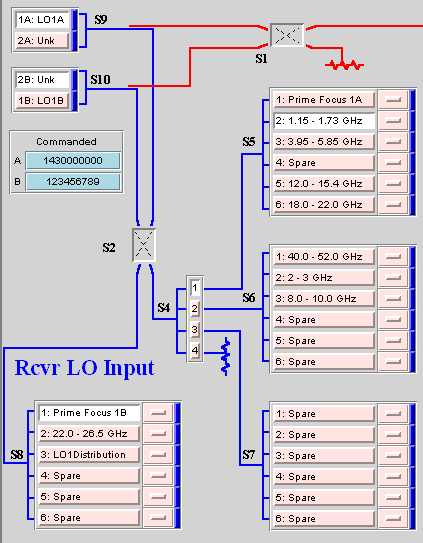 1A: LO1A
S9
2A: Unk
S1
2B: Unk
S10
1B: LO1B
Commanded
A 1430000000
B 123456789
S5
1: Prime Focus 1A
2: 1.15 - 1.73 GHz
3: 3.95 - 5.85 GHz
4: Spare
5: 12.0 - 15.4 GHz
6: 18.0 - 22.0 GHz
S2
S4
1
2
3
4
S6
1: 40.0 - 52.0 GHz
2: 2 - 3 GHz
3: 8.0 - 10.0 GHz
4: Spare
5: Spare
6: Spare
Rcvr LO Input
S8
1: Prime Focus 1B
2: 22.0 - 26.5 GHz
3: LO1Distribution
4: Spare
5: Spare
6: Spare
S7
1: Spare
2: Spare
3: Spare
4: Spare
5: Spare
6: Spare